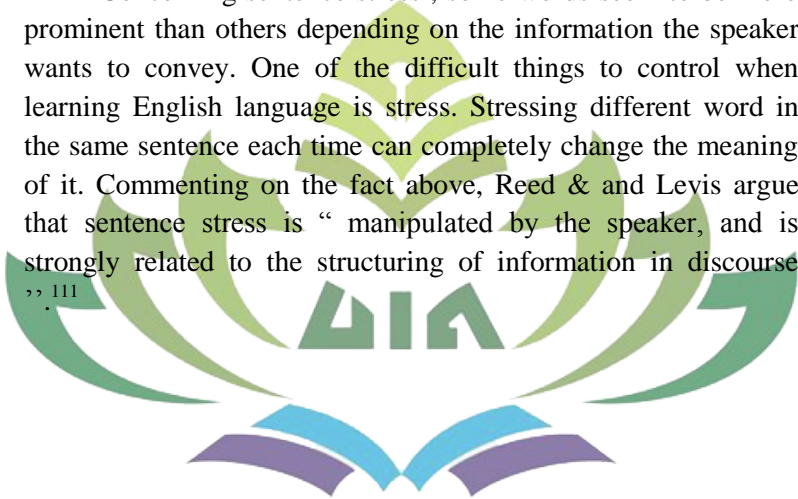 prominent than others depending on the information the speaker
wants to convey. One of the difficult things to control when
learning English language is stress. Stressing different word in
the same sentence each time can completely change the meaning
of it. Commenting on the fact above, Reed & and Levis argue
that sentence stress is “ manipulated by the speaker, and is
strongly related to the structuring of information in discourse
’’.111
UIN